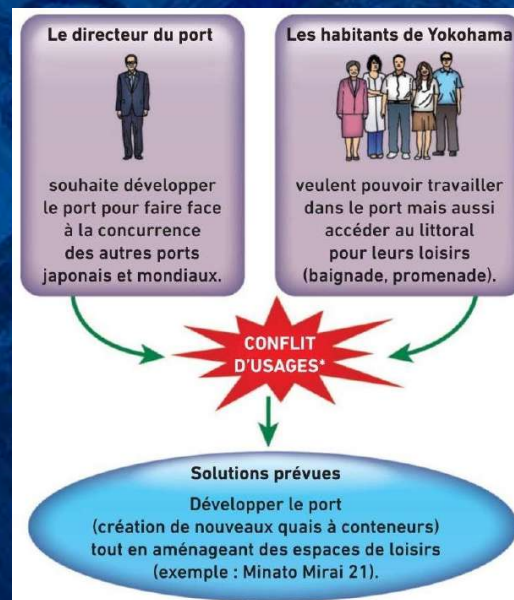 Le directeur du port
souhaite développer
le port pour faire face
à la concurrence
des autres ports
japonais et mondiaux.
Les habitants de Yokohama
veulent pouvoir travailler
dans le port mais aussi
accéder au littoral
pour leurs loisirs
(baignade, promenade).
CONFLIT
D'USAGES*
Solutions prévues
Développer le port
(création de nouveaux quais à conteneurs)
tout en aménageant des espaces de loisirs
(exemple : Minato Mirai 21).